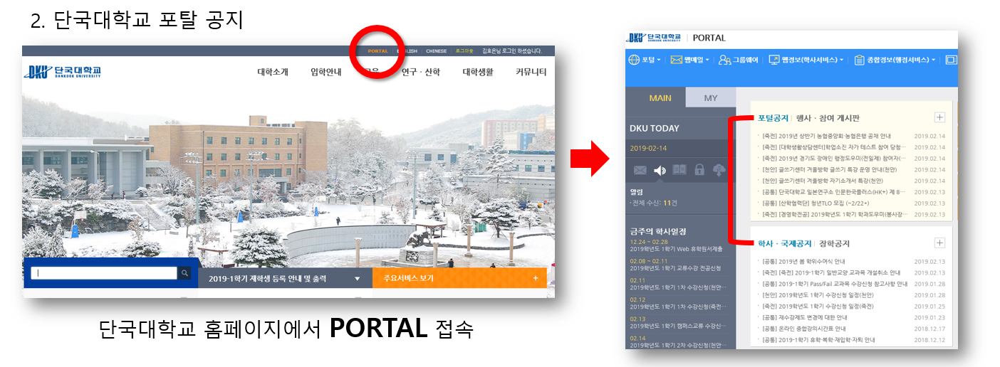 2. 단국대학교 포탈 공지
PORTAL ENGLISH CHINESE 로그아웃 김호은님 로그인 하셨습니다.
DKU 단국대학교
DANKOOK UNIVERSITY
대학소개 입학안내 교육 연구 · 산학 대학생활 커뮤니티
2019-1학기 재학생 등록 안내 및 출력 ▼
주요서비스 보기 +
단국대학교 홈페이지에서 PORTAL 접속
DKU 단국대학교 PORTAL
DANKOOK UNIVERSITY
포털 웹메일 그룹웨어 웹정보(학사서비스) 종합정보(행정서비스)
MAIN MY
DKU TODAY
2019-02-14
알림
· 전체 수신: 11건
금주의 학사일정
12.24 ~ 02.28
2019학년도 1학기 Web 휴학원서제출
02.08 ~ 02.11
2019학년도 1학기 교류수강 전공신청
02.11
2019학년도 1학기 1차 수강신청(천안…
02.12
2019학년도 1학기 1차 수강신청(죽전…
02.13
2019학년도 1학기 캠퍼스교류 수강신…
02.14
2019학년도 1학기 2차 수강신청(천안…
포털공지 행사 · 참여 게시판 +
· [죽전] 2019년 상반기 농협중앙회·농협은행 공채 안내 2019.02.14
· [죽전] [대학생활상담센터]학업소진 자가 테스트 참여 당첨… 2019.02.14
· [죽전] 2019년 경기도 장애인 행정도우미(전일제) 참여자(… 2019.02.14
· [천안] 글쓰기센터 겨울방학 글쓰기 특강 운영 안내(천안) 2019.02.14
· [천안] 글쓰기센터 겨울방학 자기소개서 특강(천안) 2019.02.14
· [공통] 단국대학교 일본연구소 인문한국플러스(HK+) 제 8… 2019.02.13
· [공통] [산학협력단] 청년TLO 모집 (~2/22*) 2019.02.13
· [죽전] [경영학전공] 2019학년도 1학기 학과도우미(봉사장… 2019.02.13
학사 · 국제공지 장학공지 +
· [공통] 2019년 봄 학위수여식 안내 2019.02.13
· [죽전] [죽전] 2019-1학기 일반교양 교과목 개설취소 안내 2019.02.13
· [공통] 2019-1학기 Pass/Fail 교과목 수강신청 참고사항 안내 2019.01.28
· [천안] 2019학년도 1학기 수강신청 일정(천안) 2019.01.28
· [죽전] 2019학년도 1학기 수강신청 일정(죽전) 2019.01.25
· [공통] 재수강제도 변경에 대한 안내 2019.01.23
· [공통] 온라인 종합강의시간표 안내 2018.12.17
· [공통] 2019-1학기 휴학·복학·재입학·자퇴 안내 2018.12.12